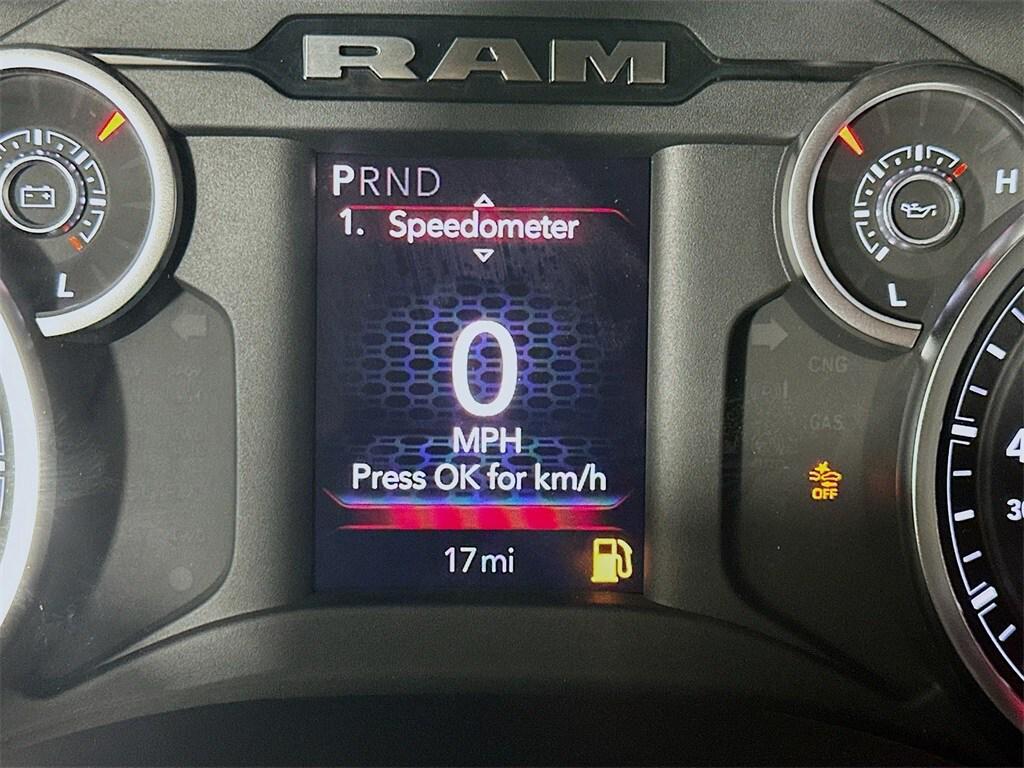 RAM
PRND
1. Speedometer
H
L
L
0
CNG
MPH
GAS
Press OK for km/h
OFF
17 mi